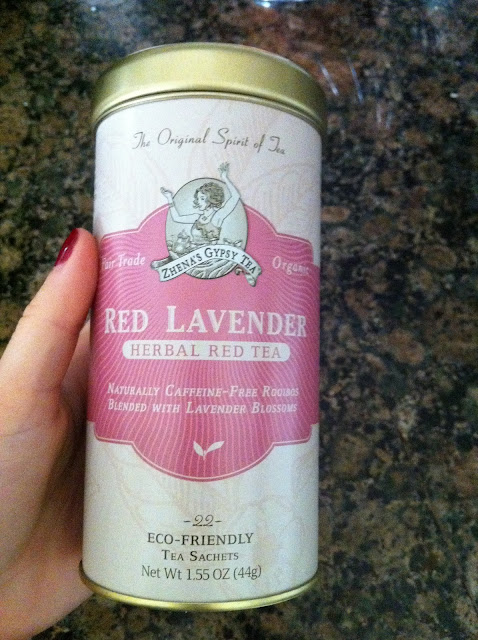 The Original Spirit of Tea
ZHENA'S GYPSY TEA
Fair Trade
Organic
RED LAVENDER
HERBAL RED TEA
NATURALLY CAFFEINE-FREE ROOIBOS
BLENDED WITH LAVENDER BLOSSOMS
-22-
ECO-FRIENDLY
TEA SACHETS
Net Wt 1.55 OZ (44g)